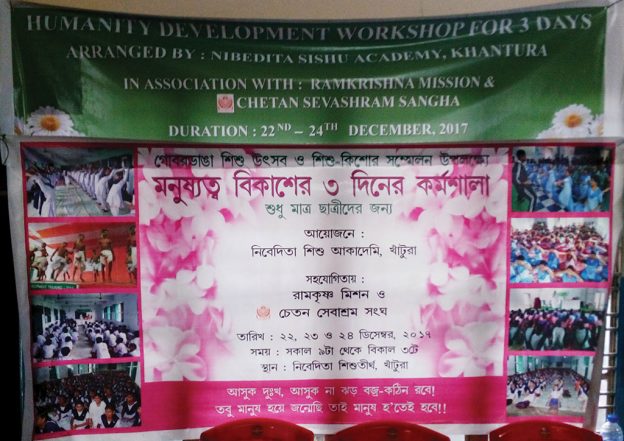 HUMANITY DEVELOPMENT WORKSHOP FOR 3 DAYS
ARRANGED BY : NIBEDITA SISHU ACADEMY, KHANTURA
IN ASSOCIATION WITH : RAMKRISHNA MISSION &
CHETAN SEVASHRAM SANGHA
DURATION : 22ND – 24TH DECEMBER, 2017
গোবরডাঙা শিশু উৎসব ও শিশু-কিশোর সম্মেলন উপলক্ষ্যে
মনুষ্যত্ব বিকাশের ৩ দিনের কর্মশালা
শুধু মাত্র ছাত্রীদের জন্য
আয়োজনে :
নিবেদিতা শিশু আকাদেমি, খাঁটুরা
সহযোগিতায় :
রামকৃষ্ণ মিশন ও
চেতন সেবাশ্রম সংঘ
তারিখ : ২২, ২৩ ও ২৪ ডিসেম্বর, ২০১৭
সময় : সকাল ৯টা থেকে বিকাল ৩টে
স্থান : নিবেদিতা শিশুতীর্থ, খাঁটুরা
আসুক দুঃখ, আসুক না ঝড় বজ্র-কঠিন রবে!
তবু মানুষ হয়ে জন্মেছি তাই মানুষ হ'তেই হবে!!